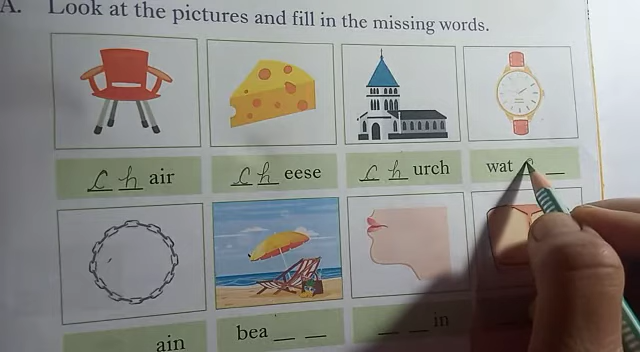 A. Look at the pictures and fill in the missing words.
ch air ch eese ch urch wat _ _
_ _ ain bea _ _ _ _ in